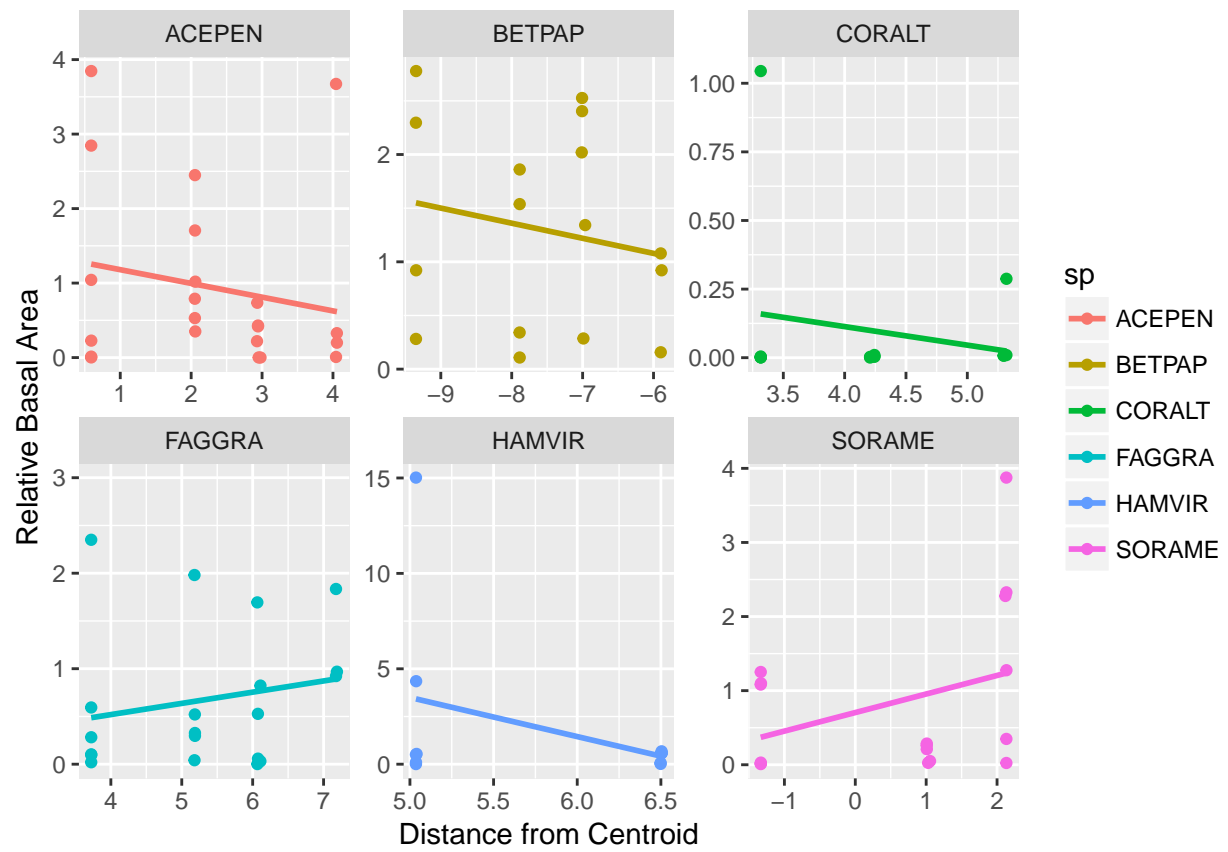 ACEPEN
BETPAP
CORALT
4
3
2
1
0
2
1
0
1.00
0.75
0.50
0.25
0.00
1 2 3 4
−9 −8 −7 −6
3.5 4.0 4.5 5.0
FAGGRA
HAMVIR
SORAME
3
2
1
0
15
10
5
0
4
3
2
1
0
4 5 6 7
5.0 5.5 6.0 6.5
−1 0 1 2
Relative Basal Area
Distance from Centroid
sp
ACEPEN
BETPAP
CORALT
FAGGRA
HAMVIR
SORAME